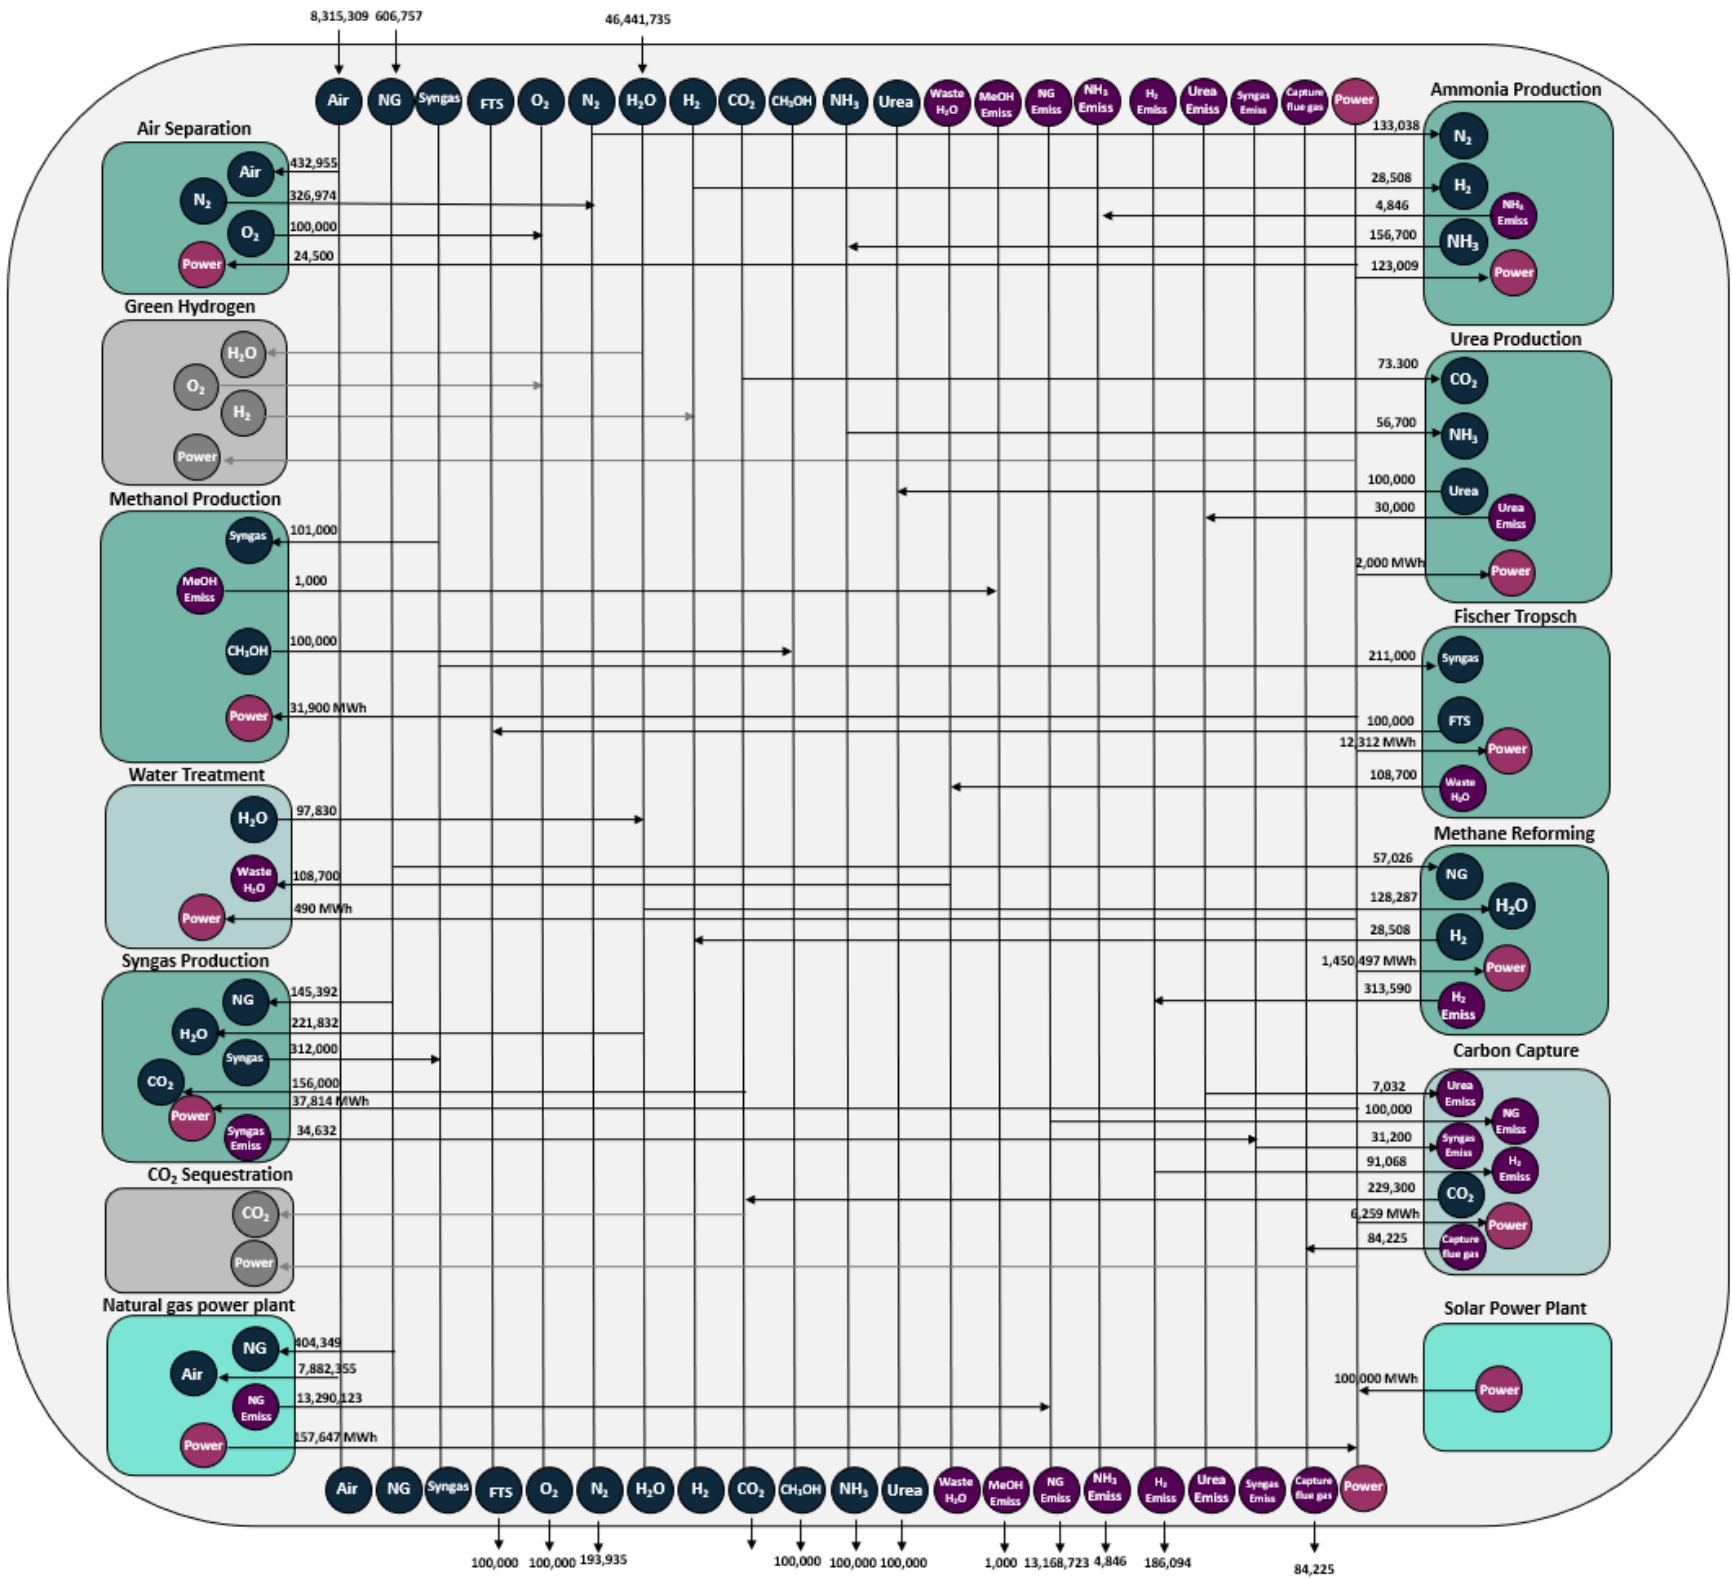 8,315,309 606,757 46,441,735
Air NG Syngas FTS O₂ N₂ H₂O H₂ CO₂ CH₃OH NH₃ Urea Waste H₂O MeOH Emiss NG Emiss NH₃ Emiss H₂ Emiss Urea Emiss Syngas Emiss Capture flue gas Power
Air Separation
Air 432,955
N₂ 326,974
O₂ 100,000
Power 24,500
Green Hydrogen
H₂O
O₂
H₂
Power
Methanol Production
Syngas 101,000
MeOH Emiss 1,000
CH₃OH 100,000
Power 31,900 MWh
Water Treatment
H₂O 97,830
Waste H₂O 108,700
Power 490 MWh
Syngas Production
NG 145,392
H₂O 221,832
Syngas 312,000
CO₂ 156,000
Power 37,814 MWh
Syngas Emiss 34,632
CO₂ Sequestration
CO₂
Power
Natural gas power plant
NG 404,349
Air 7,882,355
NG Emiss 13,290,123
Power 157,647 MWh
Ammonia Production
133,038 N₂
28,508 H₂
4,846 NH₃ Emiss
156,700 NH₃
123,009 Power
Urea Production
73.300 CO₂
56,700 NH₃
100,000 Urea
30,000 Urea Emiss
2,000 MWh Power
Fischer Tropsch
211,000 Syngas
100,000 FTS
12,312 MWh Power
108,700 Waste H₂O
Methane Reforming
57,026 NG
128,287 H₂O
28,508 H₂
1,450,497 MWh Power
313,590 H₂ Emiss
Carbon Capture
7,032 Urea Emiss
100,000 NG Emiss
31,200 Syngas Emiss
91,068 H₂ Emiss
229,300 CO₂
6,259 MWh Power
84,225 Capture flue gas
Solar Power Plant
100,000 MWh Power
Air NG Syngas FTS O₂ N₂ H₂O H₂ CO₂ CH₃OH NH₃ Urea Waste H₂O MeOH Emiss NG Emiss NH₃ Emiss H₂ Emiss Urea Emiss Syngas Emiss Capture flue gas Power
100,000 100,000 193,935 100,000 100,000 100,000 1,000 13,168,723 4,846 186,094 84,225